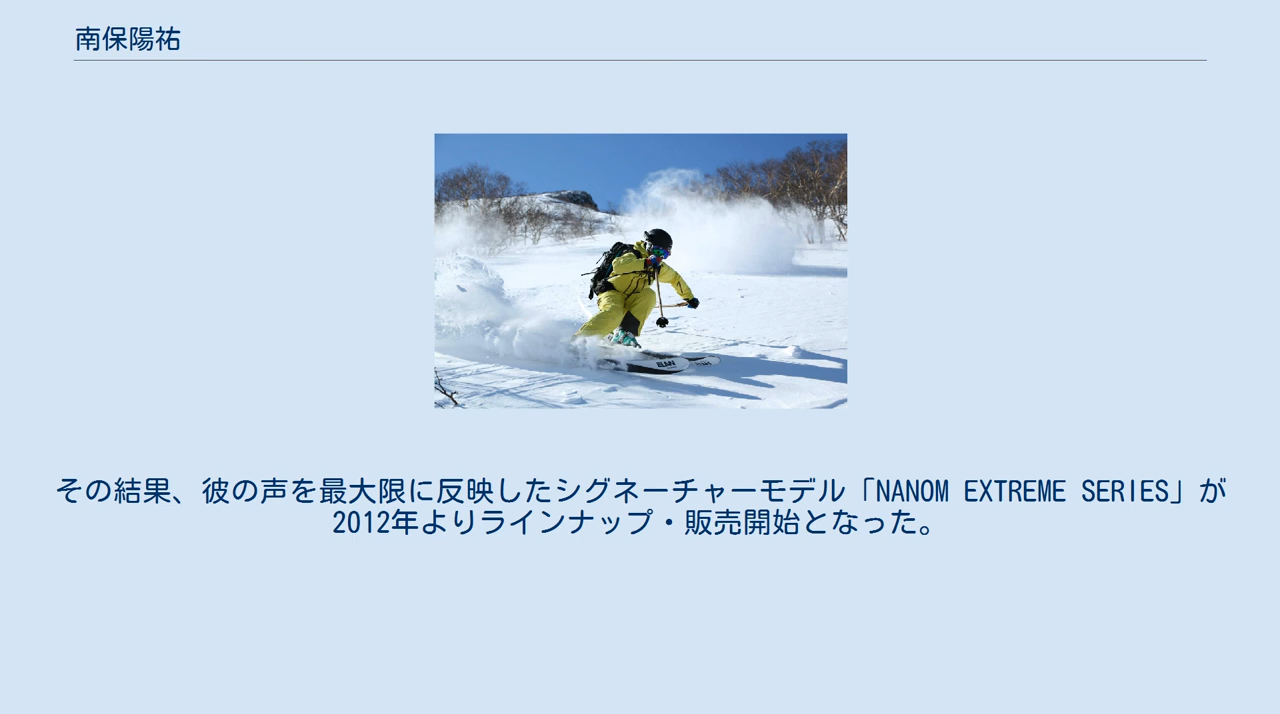 南保陽祐
ELAN
その結果、彼の声を最大限に反映したシグネーチャーモデル「NANOM EXTREME SERIES」が
2012年よりラインナップ・販売開始となった。